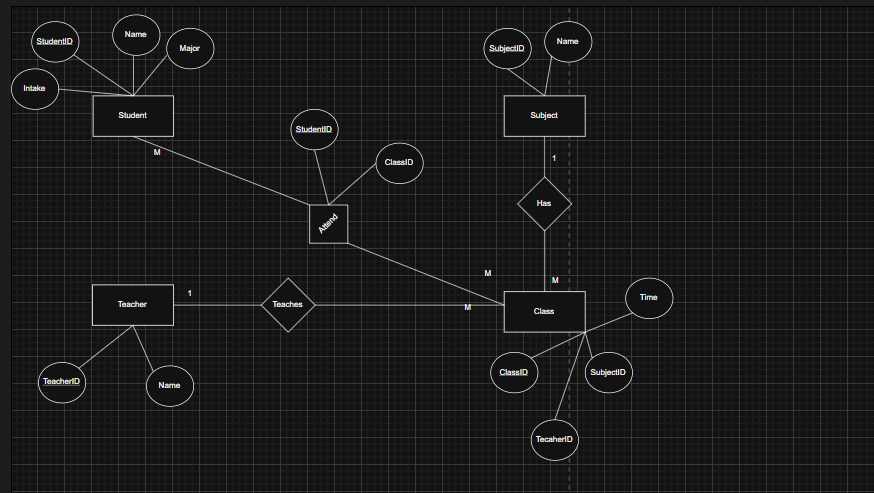 StudentID
Name
Major
Intake
Student
SubjectID
Name
Subject
StudentID
ClassID
M
1
Attend
Has
M
M
Teacher
1
Teaches
M
Class
Time
TeacherID
Name
ClassID
SubjectID
TecaherID